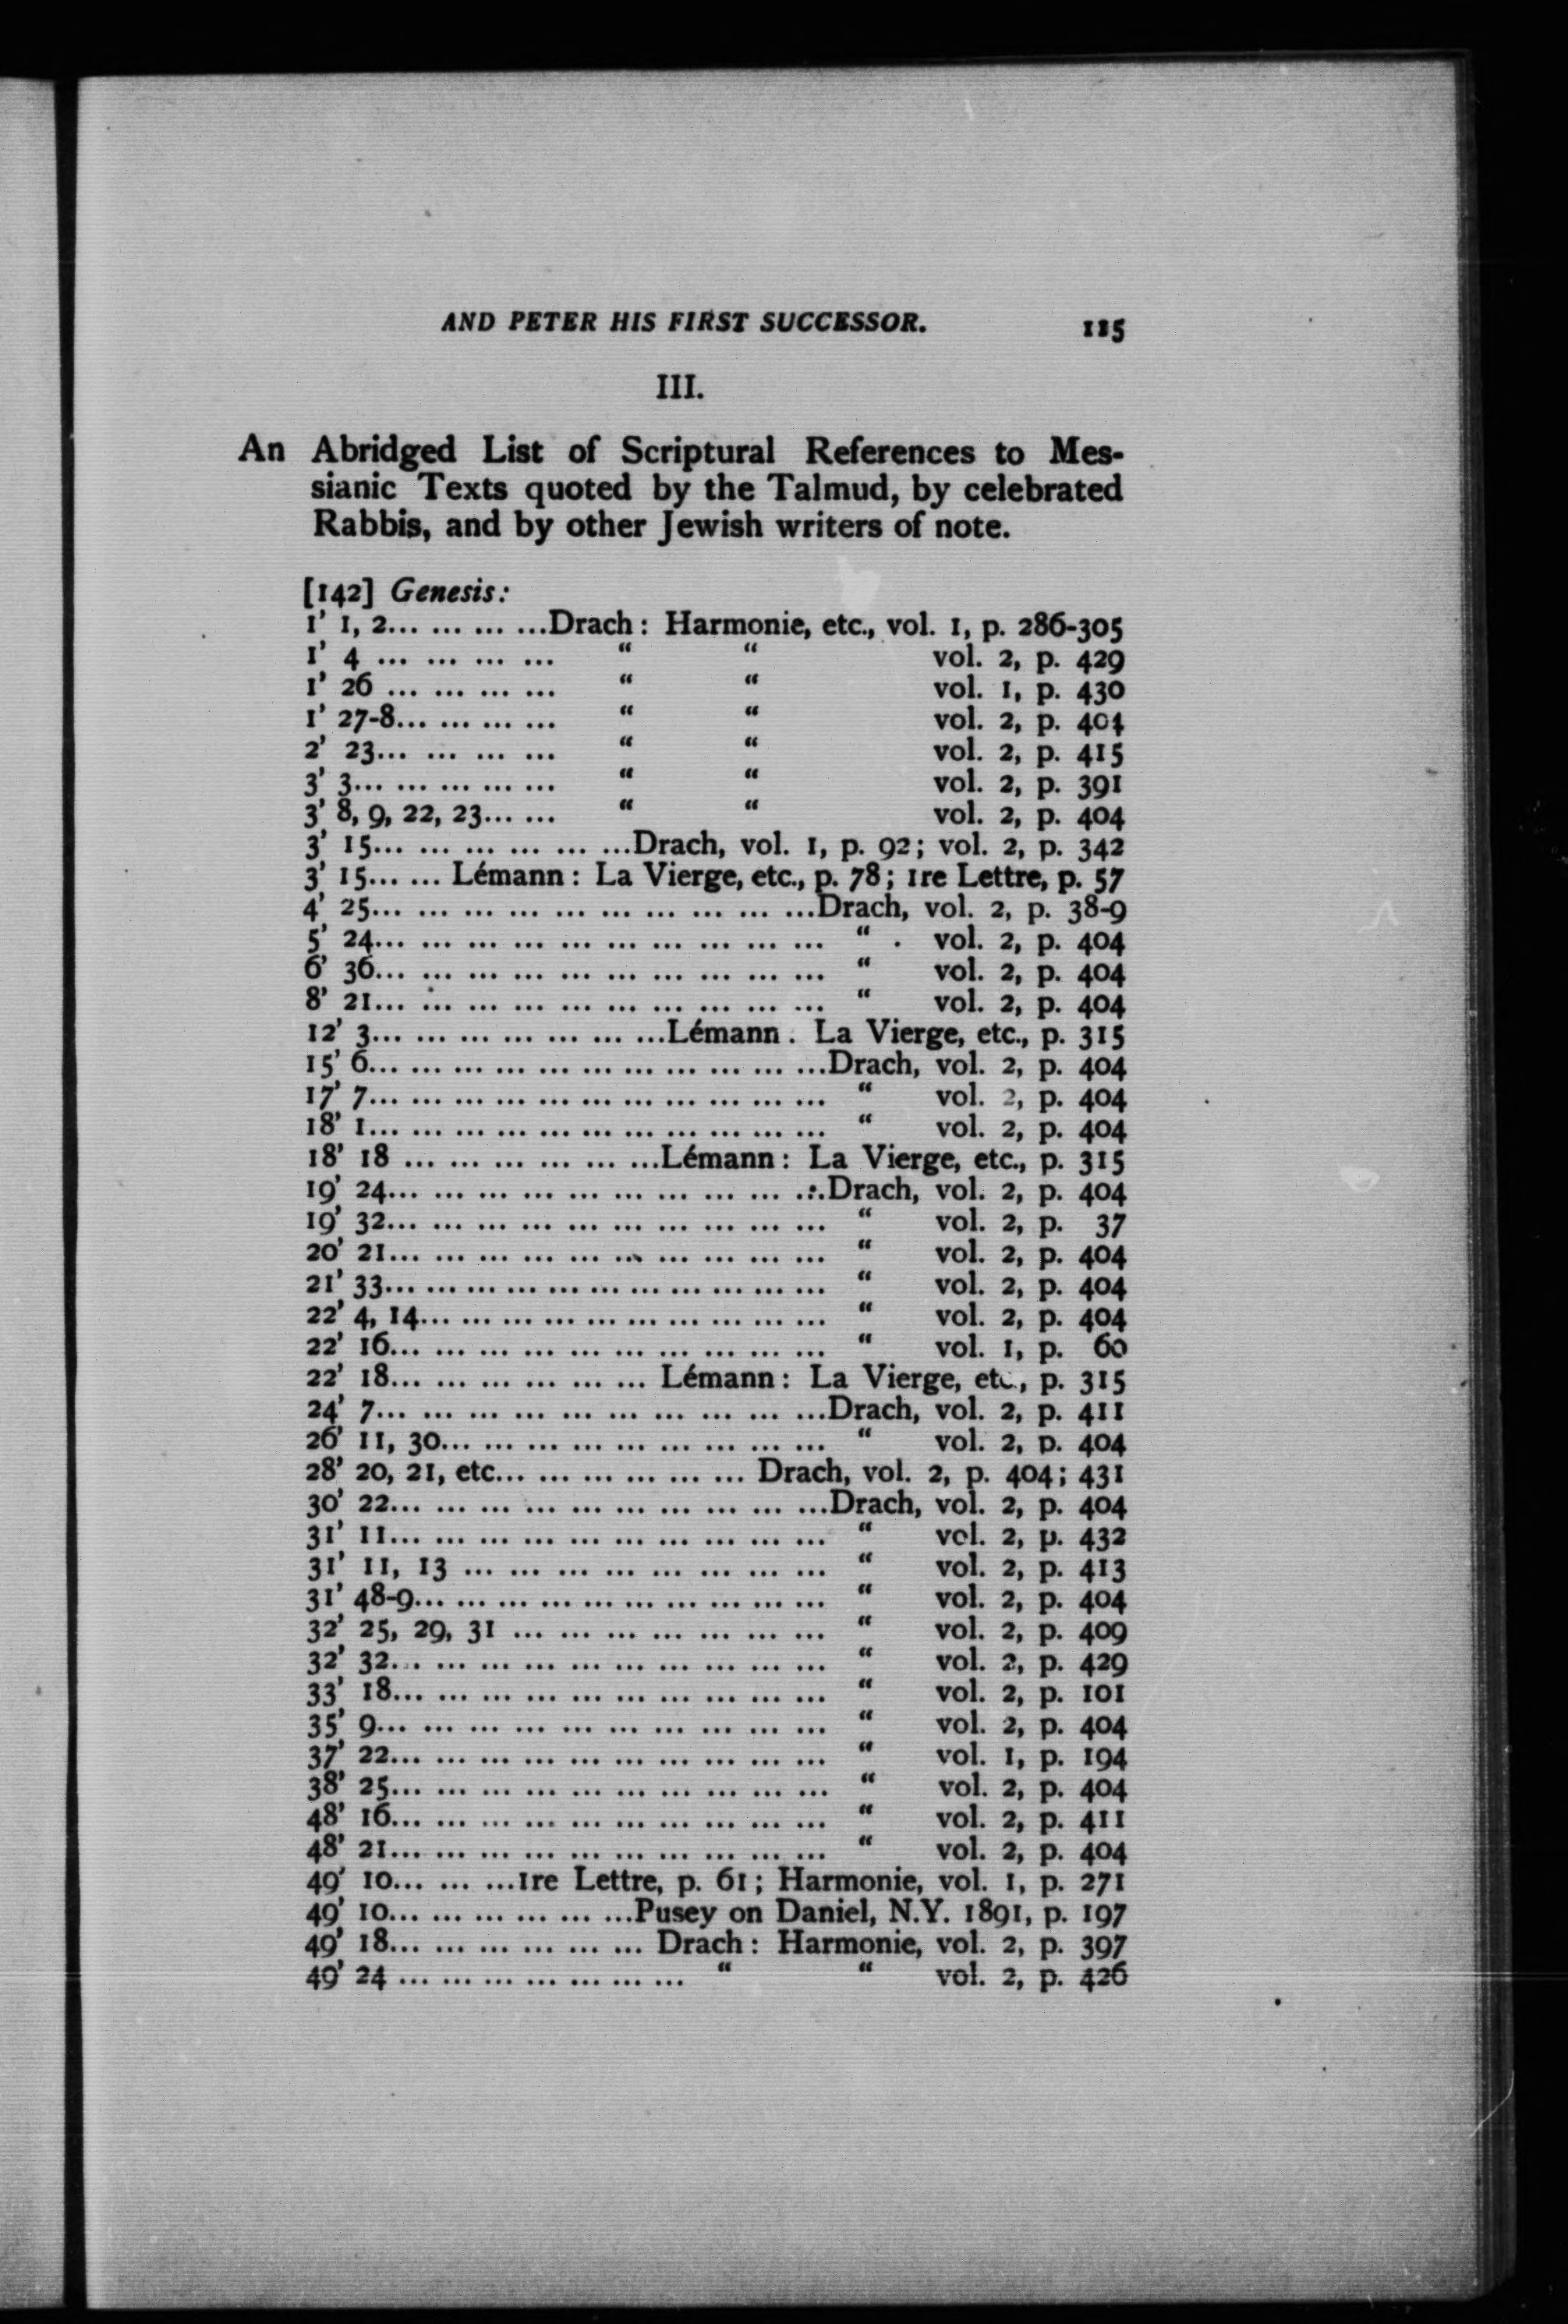 AND PETER HIS FIRST SUCCESSOR. 115
III.
An Abridged List of Scriptural References to Mes-
sianic Texts quoted by the Talmud, by celebrated
Rabbis, and by other Jewish writers of note.
[142] Genesis:
1' 1, 2... ... ... ...Drach: Harmonie, etc., vol. 1, p. 286-305
1' 4 ... ... ... ... “ “ vol. 2, p. 429
1' 26 ... ... ... ... “ “ vol. 1, p. 430
1' 27-8... ... ... ... “ “ vol. 2, p. 404
2' 23... ... ... ... “ “ vol. 2, p. 415
3' 3... ... ... ... ... “ “ vol. 2, p. 391
3' 8, 9, 22, 23... ... “ “ vol. 2, p. 404
3' 15... ... ... ... ... ...Drach, vol. 1, p. 92; vol. 2, p. 342
3' 15... ... Lémann: La Vierge, etc., p. 78; 1re Lettre, p. 57
4' 25... ... ... ... ... ... ... ... ... ...Drach, vol. 2, p. 38-9
5' 24... ... ... ... ... ... ... ... ... ... “ vol. 2, p. 404
6' 36... ... ... ... ... ... ... ... ... ... “ vol. 2, p. 404
8' 21... ... ... ... ... ... ... ... ... ... “ vol. 2, p. 404
12' 3... ... ... ... ... ... ... ...Lémann. La Vierge, etc., p. 315
15' 6... ... ... ... ... ... ... ... ... ... ...Drach, vol. 2, p. 404
17' 7... ... ... ... ... ... ... ... ... ... ... “ vol. 2, p. 404
18' 1... ... ... ... ... ... ... ... ... ... ... “ vol. 2, p. 404
18' 18 ... ... ... ... ... ...Lémann: La Vierge, etc., p. 315
19' 24... ... ... ... ... ... ... ... ... ...Drach, vol. 2, p. 404
19' 32... ... ... ... ... ... ... ... ... ... “ vol. 2, p. 37
20' 21... ... ... ... ... ... ... ... ... ... “ vol. 2, p. 404
21' 33... ... ... ... ... ... ... ... ... ... ... “ vol. 2, p. 404
22' 4, 14... ... ... ... ... ... ... ... ... ... “ vol. 2, p. 404
22' 16... ... ... ... ... ... ... ... ... ... “ vol. 1, p. 60
22' 18... ... ... ... ... ... Lémann: La Vierge, etc., p. 315
24' 7... ... ... ... ... ... ... ... ... ...Drach, vol. 2, p. 411
26' 11, 30... ... ... ... ... ... ... ... ... “ vol. 2, p. 404
28' 20, 21, etc... ... ... ... ... ... Drach, vol. 2, p. 404; 431
30' 22... ... ... ... ... ... ... ... ... ...Drach, vol. 2, p. 404
31' 11... ... ... ... ... ... ... ... ... ... “ vol. 2, p. 432
31' 11, 13 ... ... ... ... ... ... ... ... “ vol. 2, p. 413
31' 48-9... ... ... ... ... ... ... ... ... ... “ vol. 2, p. 404
32' 25, 29, 31 ... ... ... ... ... ... ... “ vol. 2, p. 409
32' 32... ... ... ... ... ... ... ... ... ... “ vol. 2, p. 429
33' 18... ... ... ... ... ... ... ... ... ... “ vol. 2, p. 101
35' 9... ... ... ... ... ... ... ... ... ... “ vol. 2, p. 404
37' 22... ... ... ... ... ... ... ... ... ... “ vol. 1, p. 194
38' 25... ... ... ... ... ... ... ... ... ... “ vol. 2, p. 404
48' 16... ... ... ... ... ... ... ... ... ... “ vol. 2, p. 411
48' 21... ... ... ... ... ... ... ... ... ... “ vol. 2, p. 404
49' 10... ... ...1re Lettre, p. 61; Harmonie, vol. 1, p. 271
49' 10... ... ... ... ... ...Pusey on Daniel, N.Y. 1891, p. 197
49' 18... ... ... ... ... ... Drach: Harmonie, vol. 2, p. 397
49' 24 ... ... ... ... ... ... ... “ “ vol. 2, p. 426